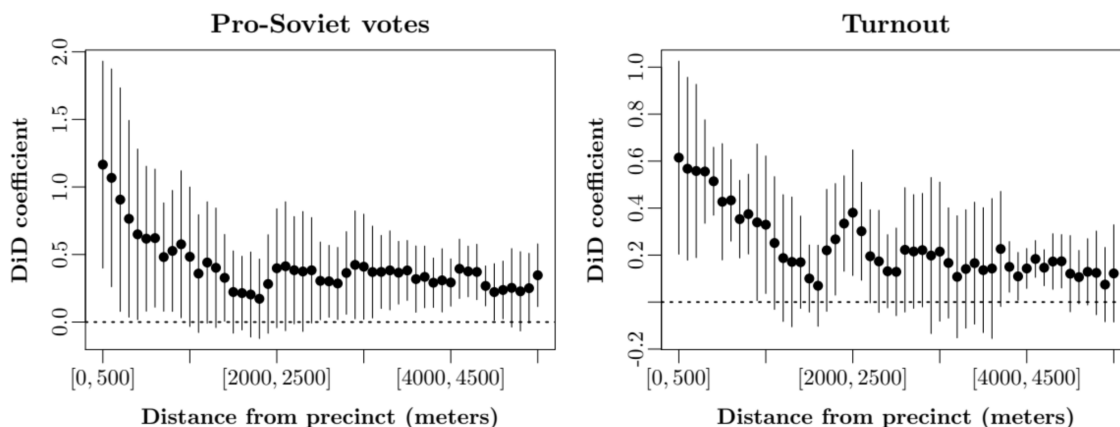 Pro-Soviet votes
DiD coefficient
2.0
1.5
1.0
0.5
0.0
[0, 500]
[2000, 2500]
[4000, 4500]
Distance from precinct (meters)
Turnout
DiD coefficient
1.0
0.8
0.6
0.4
0.2
-0.2
[0, 500]
[2000, 2500]
[4000, 4500]
Distance from precinct (meters)